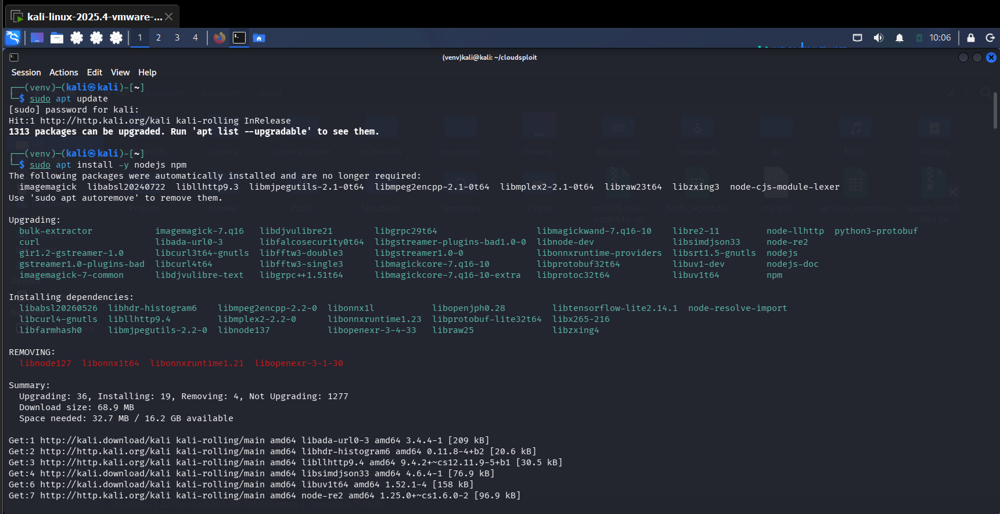 kali-linux-2025.4-vmware-...
1 2 3 4 10:06
(venv)kali@kali: ~/cloudsploit
Session Actions Edit View Help
┌──(venv)─(kali㉿kali)-[~]
└─$ sudo apt update
[sudo] password for kali:
Hit:1 http://http.kali.org/kali kali-rolling InRelease
1313 packages can be upgraded. Run 'apt list --upgradable' to see them.
┌──(venv)─(kali㉿kali)-[~]
└─$ sudo apt install -y nodejs npm
The following packages were automatically installed and are no longer required:
imagemagick libabsl20240722 libllhttp9.3 libmjpegutils-2.1-0t64 libmpeg2encpp-2.1-0t64 libmplex2-2.1-0t64 libraw23t64 libzxing3 node-cjs-module-lexer
Use 'sudo apt autoremove' to remove them.
Upgrading:
bulk-extractor imagemagick-7.q16 libdjvulibre21 libgrpc29t64 libmagickwand-7.q16-10 libre2-11 node-llhttp python3-protobuf
curl libada-url0-3 libfalcosecurity0t64 libgstreamer-plugins-bad1.0-0 libnode-dev libsimdjson33 node-re2
gir1.2-gstreamer-1.0 libcurl3t64-gnutls libfftw3-double3 libgstreamer1.0-0 libonnxruntime-providers libsrt1.5-gnutls nodejs
gstreamer1.0-plugins-bad libcurl4t64 libfftw3-single3 libmagickcore-7.q16-10 libprotobuf32t64 libuv1-dev nodejs-doc
imagemagick-7-common libdjvulibre-text libgrpc++1.51t64 libmagickcore-7.q16-10-extra libprotoc32t64 libuv1t64 npm
Installing dependencies:
libabsl20260526 libhdr-histogram6 libmpeg2encpp-2.2-0 libonnx1l libopenjph0.28 libtensorflow-lite2.14.1 node-resolve-import
libcurl4-gnutls libllhttp9.4 libmplex2-2.2-0 libonnxruntime1.23 libprotobuf-lite32t64 libx265-216
libfarmhash0 libmjpegutils-2.2-0 libnode137 libopenexr-3-4-33 libraw25 libzxing4
REMOVING:
libnode127 libonnx1t64 libonnxruntime1.21 libopenexr-3-1-30
Summary:
Upgrading: 36, Installing: 19, Removing: 4, Not Upgrading: 1277
Download size: 68.9 MB
Space needed: 32.7 MB / 16.2 GB available
Get:1 http://kali.download/kali kali-rolling/main amd64 libada-url0-3 amd64 3.4.4-1 [209 kB]
Get:2 http://http.kali.org/kali kali-rolling/main amd64 libhdr-histogram6 amd64 0.11.8-4+b2 [20.6 kB]
Get:3 http://http.kali.org/kali kali-rolling/main amd64 libllhttp9.4 amd64 9.4.2+~cs12.11.9-5+b1 [30.5 kB]
Get:4 http://kali.download/kali kali-rolling/main amd64 libsimdjson33 amd64 4.6.4-1 [76.9 kB]
Get:6 http://kali.download/kali kali-rolling/main amd64 libuv1t64 amd64 1.52.1-4 [158 kB]
Get:7 http://http.kali.org/kali kali-rolling/main amd64 node-re2 amd64 1.25.0+~cs1.6.0-2 [96.9 kB]